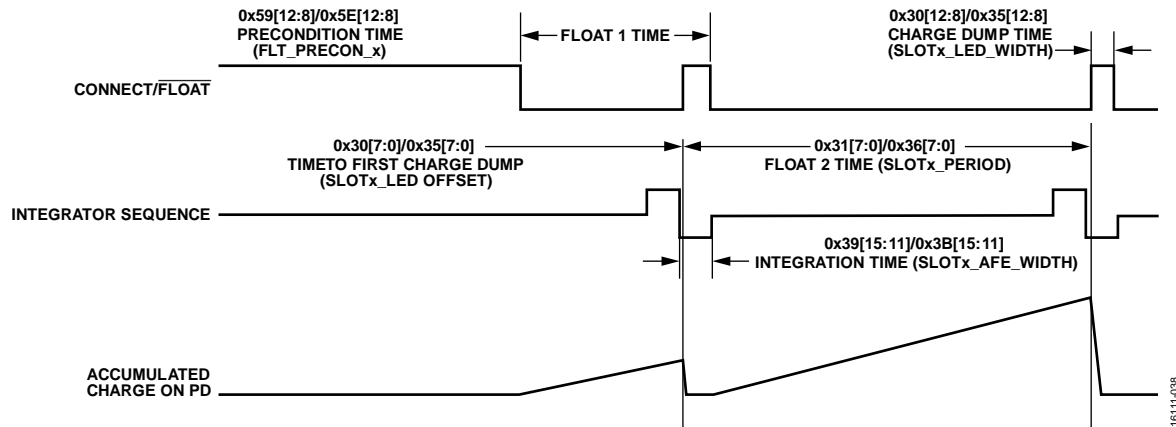 0x59[12:8]/0x5E[12:8]
PRECONDITION TIME
(FLT_PRECON_x)
FLOAT 1 TIME
0x30[12:8]/0x35[12:8]
CHARGE DUMP TIME
(SLOTx_LED_WIDTH)
CONNECT/FLOAT
0x30[7:0]/0x35[7:0]
TIMETO FIRST CHARGE DUMP
(SLOTx_LED OFFSET)
0x31[7:0]/0x36[7:0]
FLOAT 2 TIME (SLOTx_PERIOD)
INTEGRATOR SEQUENCE
0x39[15:11]/0x3B[15:11]
INTEGRATION TIME (SLOTx_AFE_WIDTH)
ACCUMULATED
CHARGE ON PD
16111-038